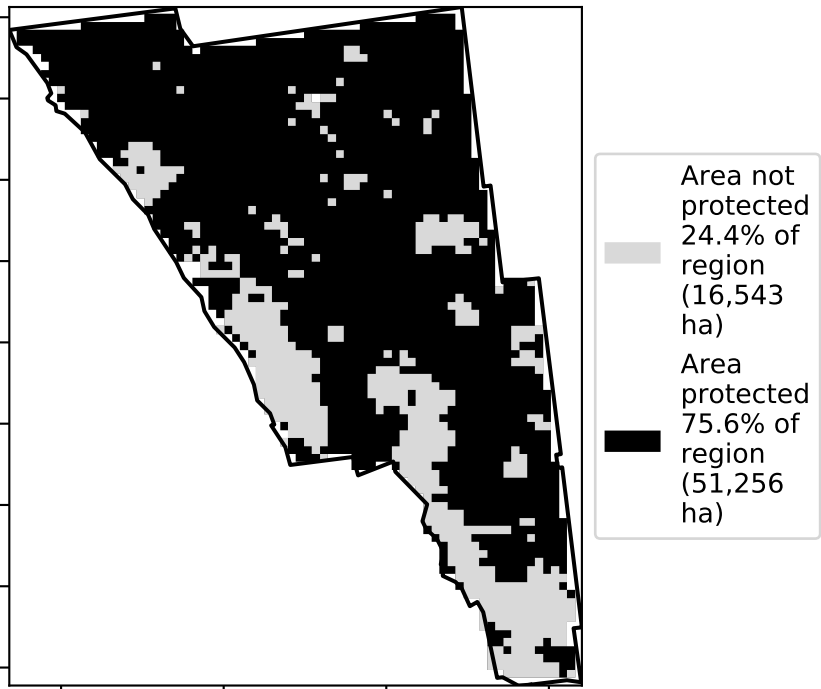 Area not
protected
24.4% of
region
(16,543
ha)
Area
protected
75.6% of
region
(51,256
ha)